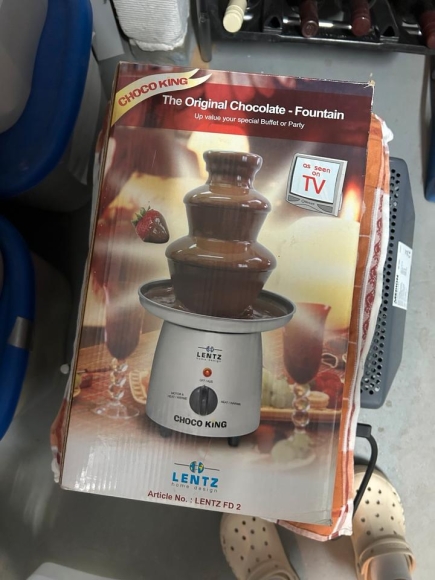 CHOCO KING
The Original Chocolate - Fountain
Up value your special Buffet or Party
as seen
on
TV
LENTZ
CHOCO KING
LENTZ
home design
Article No. : LENTZ FD 2